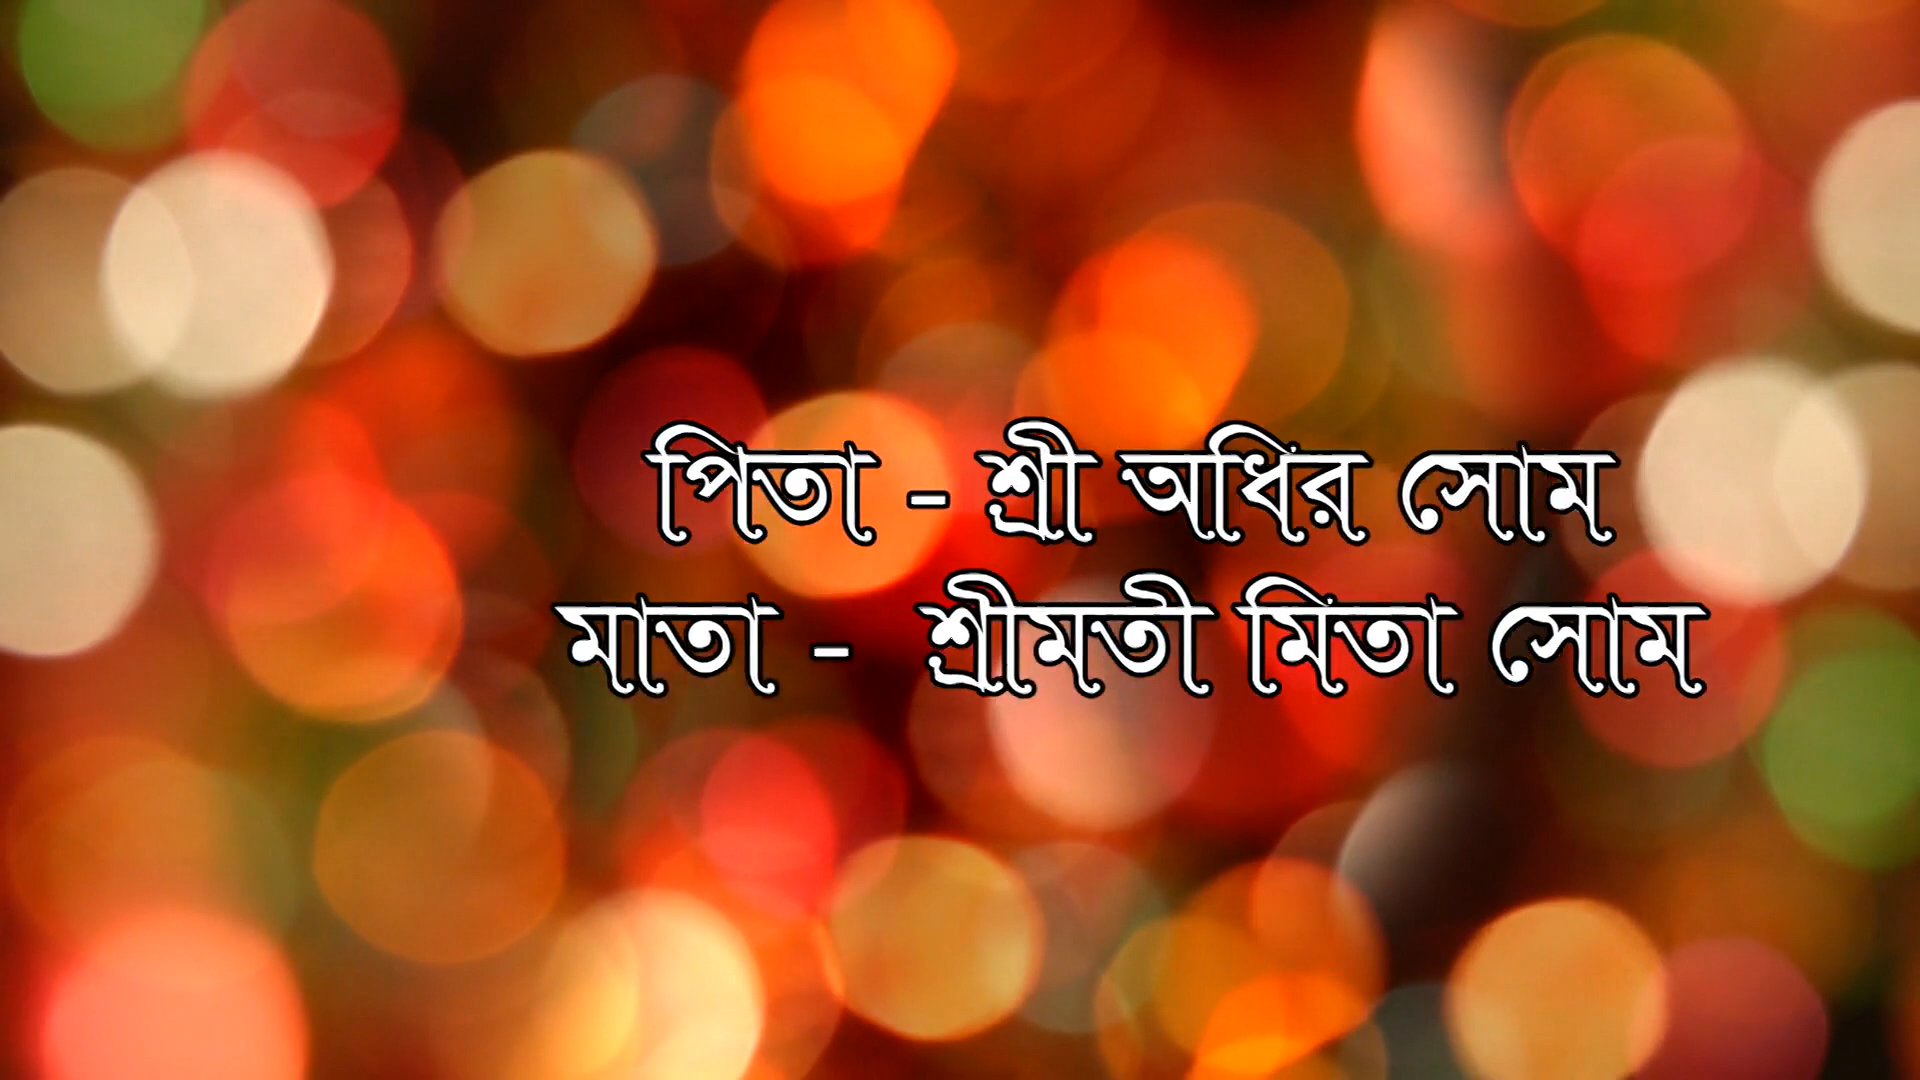 পিতা - শ্রী অধির সোম
মাতা - শ্রীমতী মিতা সোম